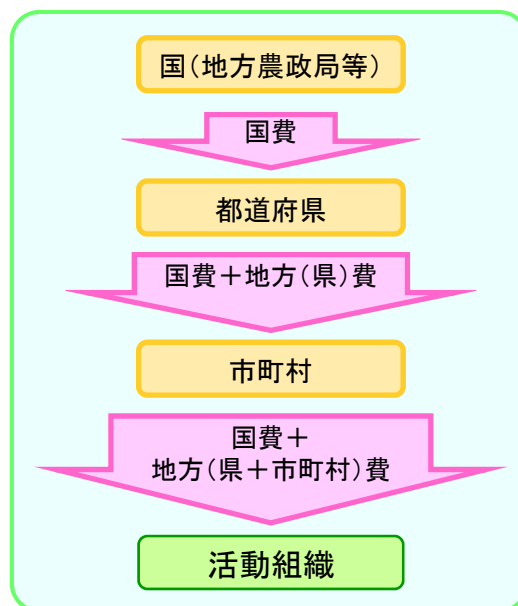 国（地方農政局等）
国費
都道府県
国費＋地方（県）費
市町村
国費＋
地方（県＋市町村）費
活動組織